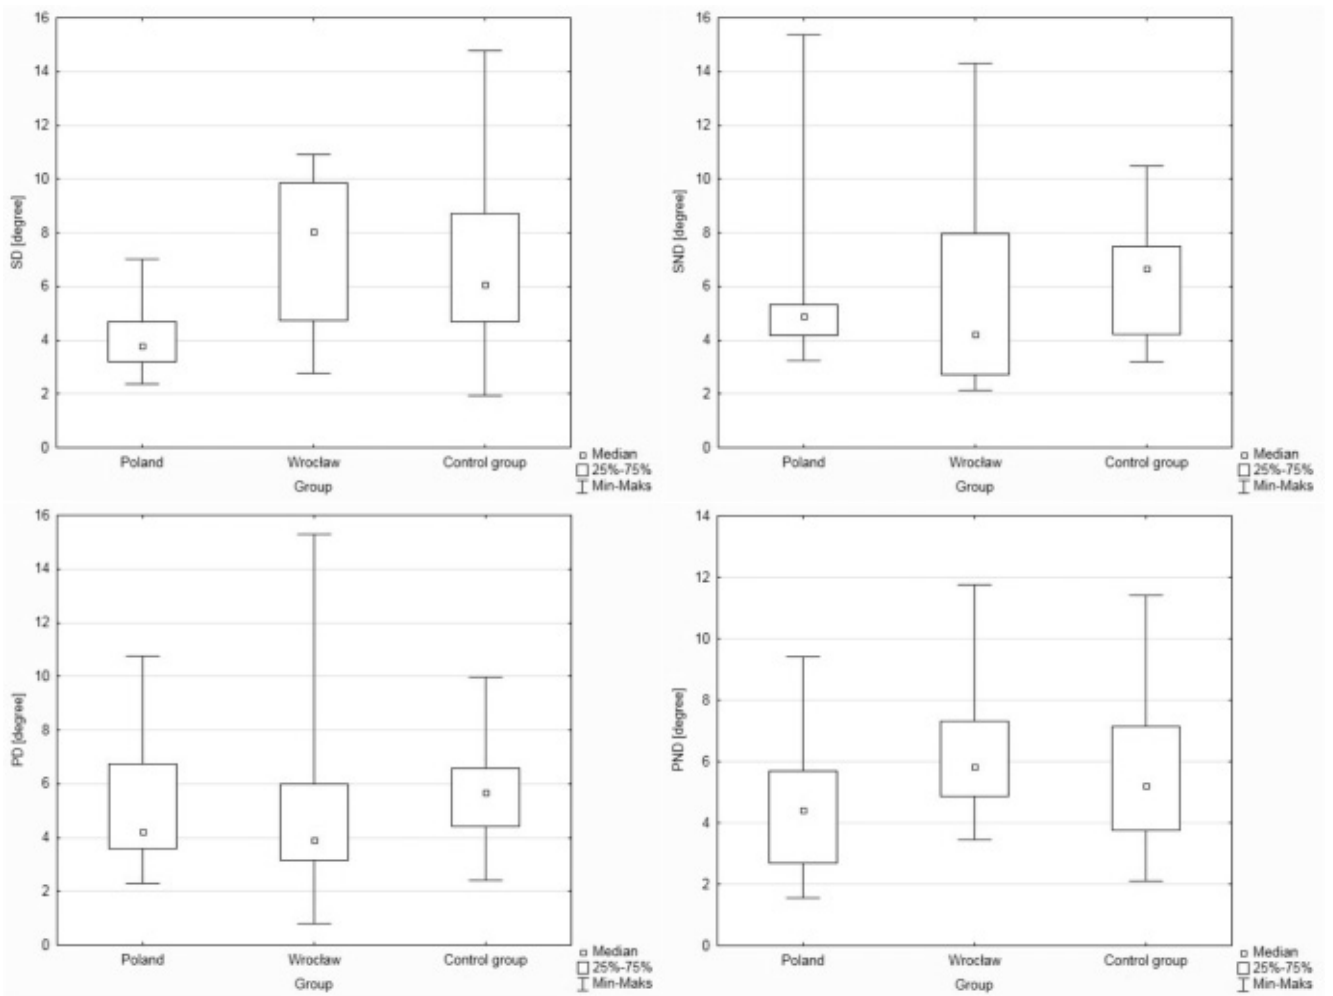 16
14
12
10
8
6
4
2
0
SD [degree]
Poland
Wrocław
Control group
Group
Median
25%-75%
Min-Maks
16
14
12
10
8
6
4
2
0
SND [degree]
Poland
Wrocław
Control group
Group
Median
25%-75%
Min-Maks
16
14
12
10
8
6
4
2
0
PD [degree]
Poland
Wrocław
Control group
Group
Median
25%-75%
Min-Maks
14
12
10
8
6
4
2
0
PND [degree]
Poland
Wrocław
Control group
Group
Median
25%-75%
Min-Maks